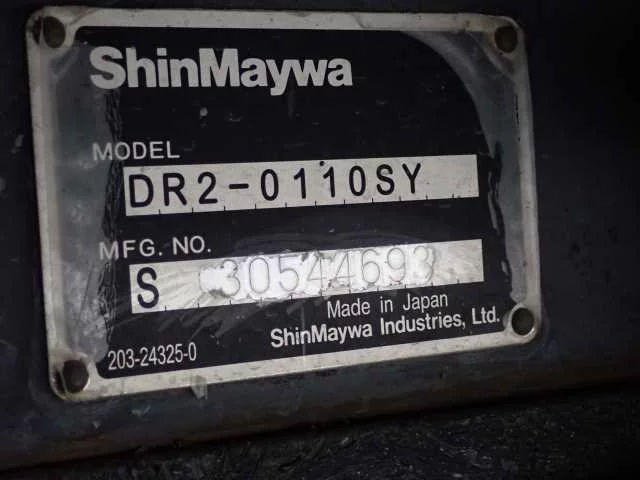 ShinMaywa
MODEL
DR2-0110SY
MFG. NO.
S 30544693
Made in Japan
203-24325-0 ShinMaywa Industries, Ltd.